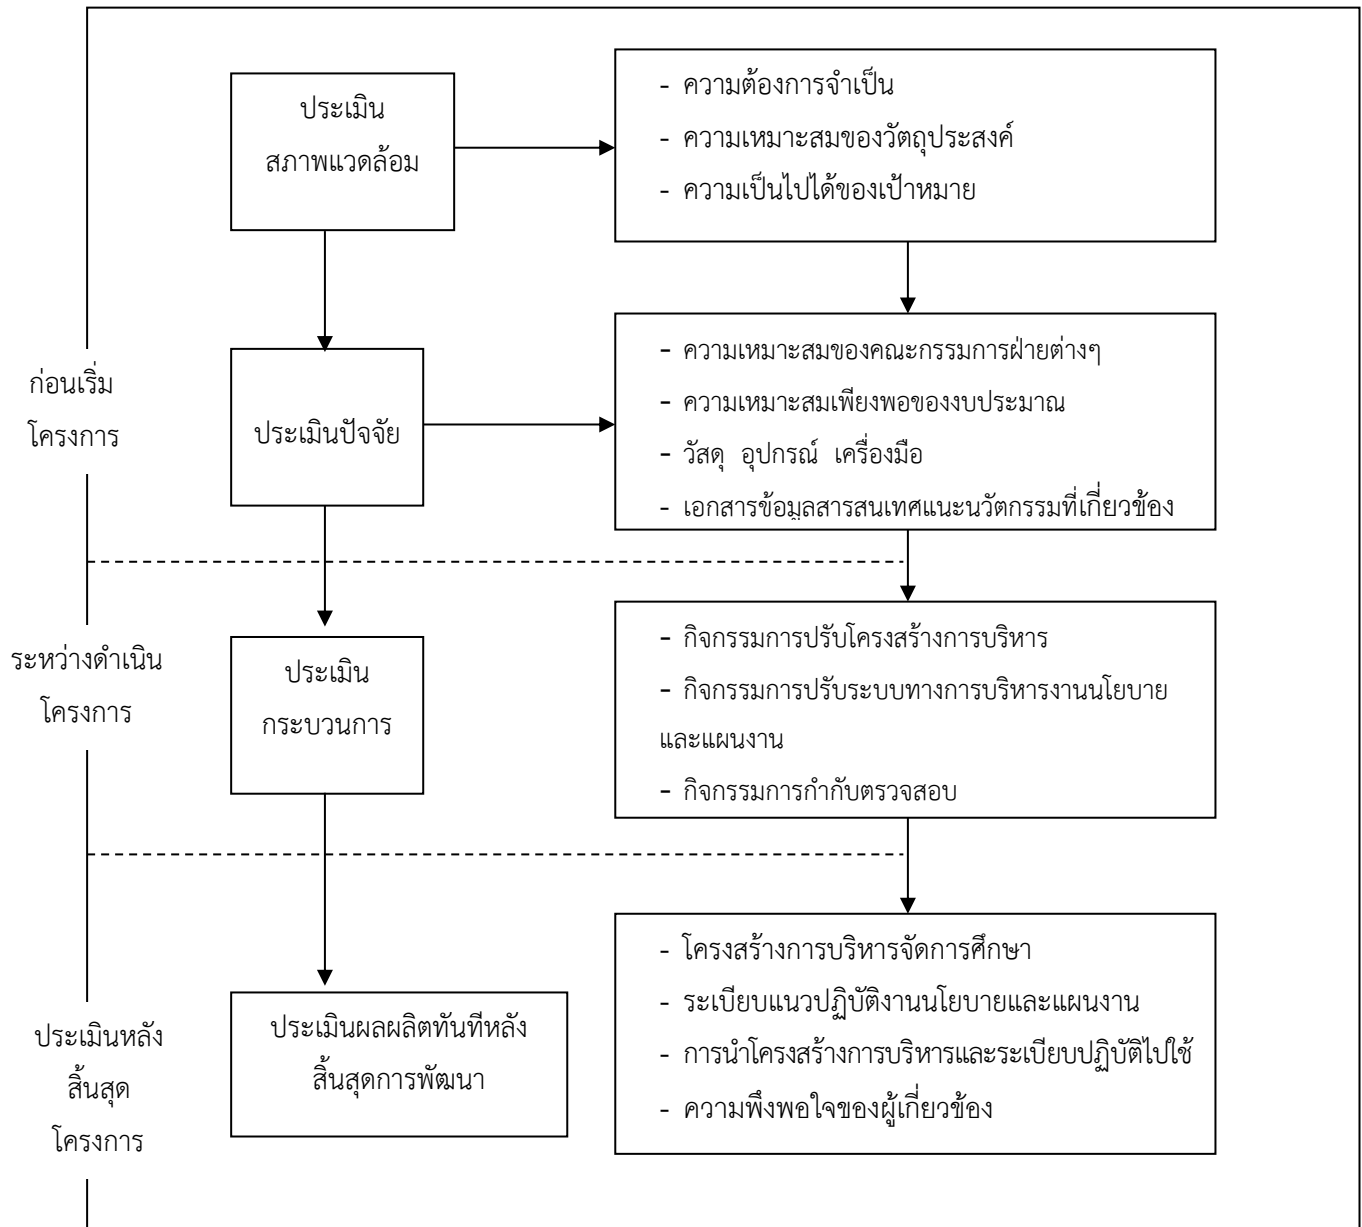 ประเมิน
สภาพแวดล้อม
- ความต้องการจำเป็น
- ความเหมาะสมของวัตถุประสงค์
- ความเป็นไปได้ของเป้าหมาย
ก่อนเริ่ม
โครงการ
ประเมินปัจจัย
- ความเหมาะสมของคณะกรรมการฝ่ายต่างๆ
- ความเหมาะสมเพียงพอของงบประมาณ
- วัสดุ อุปกรณ์ เครื่องมือ
- เอกสารข้อมูลสารสนเทศแนะนวัตกรรมที่เกี่ยวข้อง
ระหว่างดำเนิน
โครงการ
ประเมิน
กระบวนการ
- กิจกรรมการปรับโครงสร้างการบริหาร
- กิจกรรมการปรับระบบทางการบริหารงานนโยบาย
และแผนงาน
- กิจกรรมการกำกับตรวจสอบ
ประเมินหลัง
สิ้นสุด
โครงการ
ประเมินผลผลิตทันทีหลัง
สิ้นสุดการพัฒนา
- โครงสร้างการบริหารจัดการศึกษา
- ระเบียบแนวปฏิบัติงานนโยบายและแผนงาน
- การนำโครงสร้างการบริหารและระเบียบปฏิบัติไปใช้
- ความพึงพอใจของผู้เกี่ยวข้อง